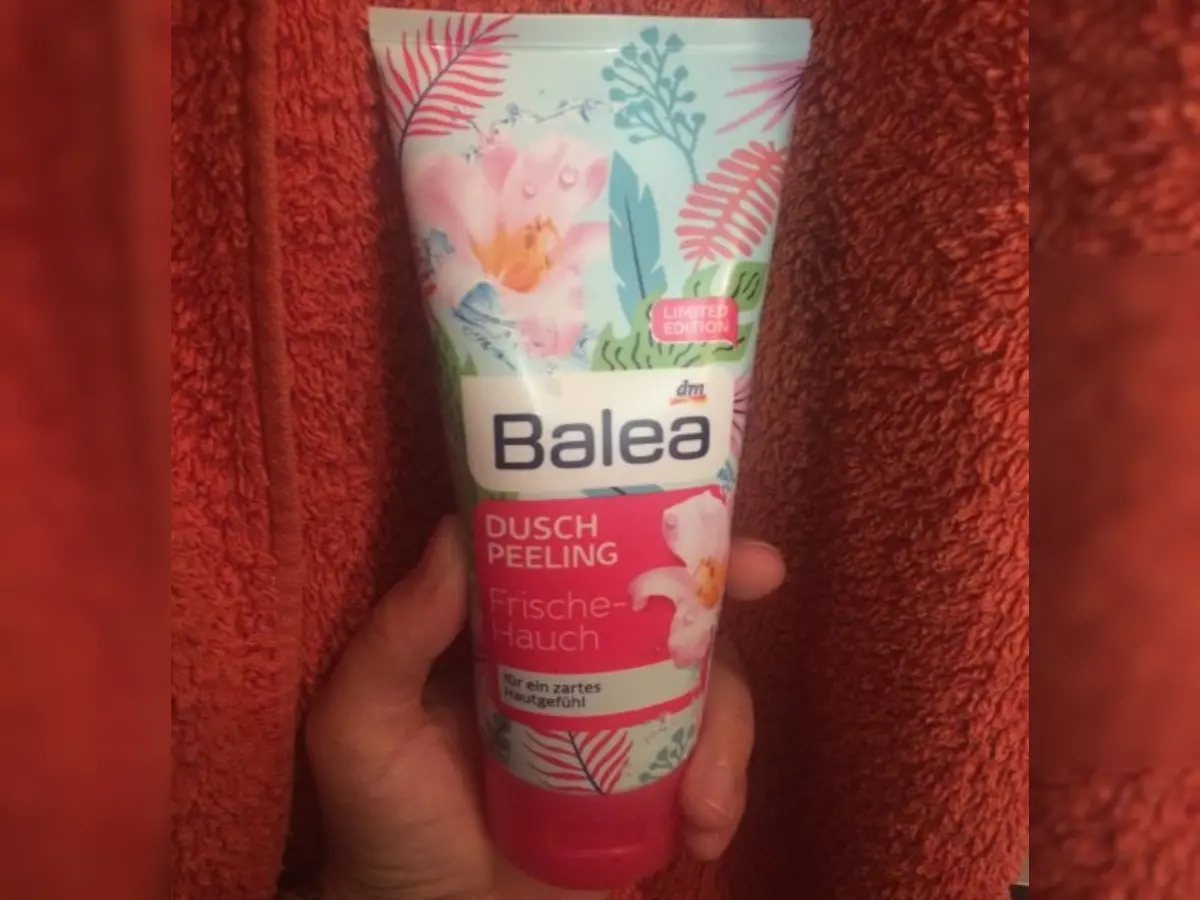 LIMITED
EDITION
dm
Balea
DUSCH
PEELING
Frische-
Hauch
für ein zartes
Hautgefühl